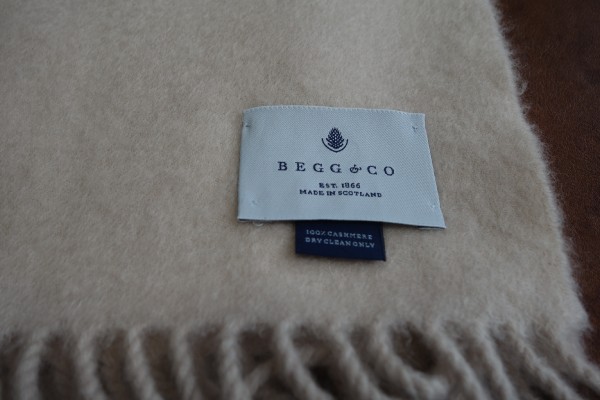 BEGG & CO
EST. 1866
MADE IN SCOTLAND
100% CASHMERE
DRY CLEAN ONLY